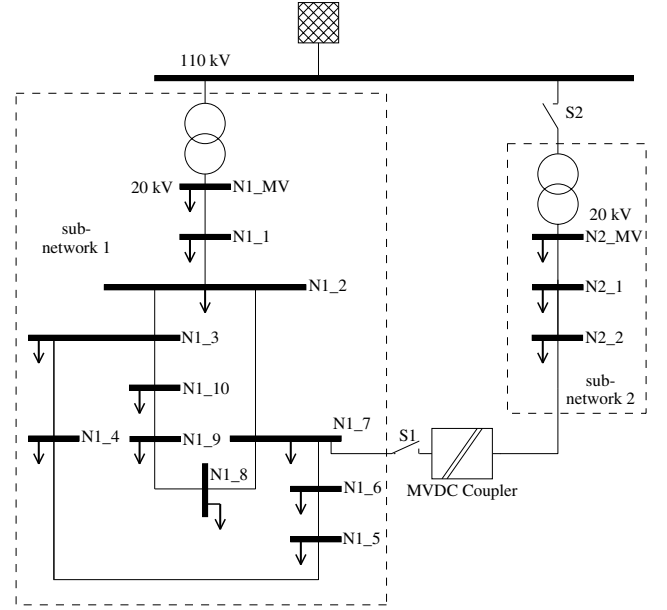 110 kV
S2
20 kV
N1_MV
20 kV
sub-
network 1
N1_1
N2_MV
N1_2
N2_1
N1_3
N2_2
N1_10
sub-
network 2
N1_4
N1_9
N1_7
S1
N1_8
N1_6
MVDC Coupler
N1_5